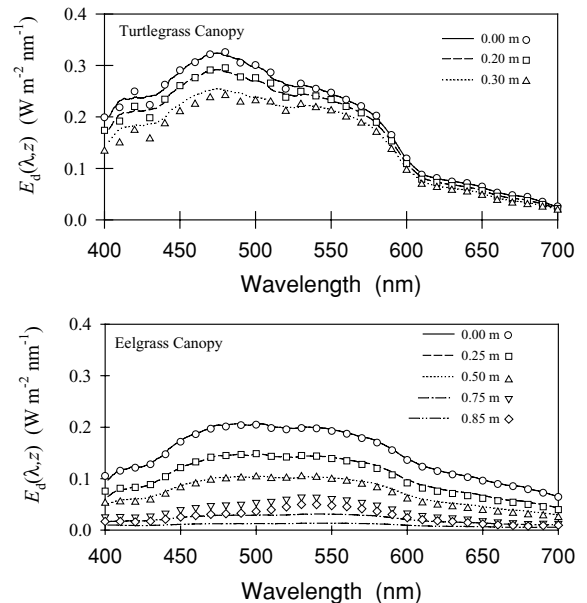 Turtlegrass Canopy
0.00 m
0.20 m
0.30 m
E_d(λ,z) (W m⁻² nm⁻¹)
0.4
0.3
0.2
0.1
0.0
400 450 500 550 600 650 700
Wavelength (nm)
Eelgrass Canopy
0.00 m
0.25 m
0.50 m
0.75 m
0.85 m
E_d(λ,z) (W m⁻² nm⁻¹)
0.4
0.3
0.2
0.1
0.0
400 450 500 550 600 650 700
Wavelength (nm)